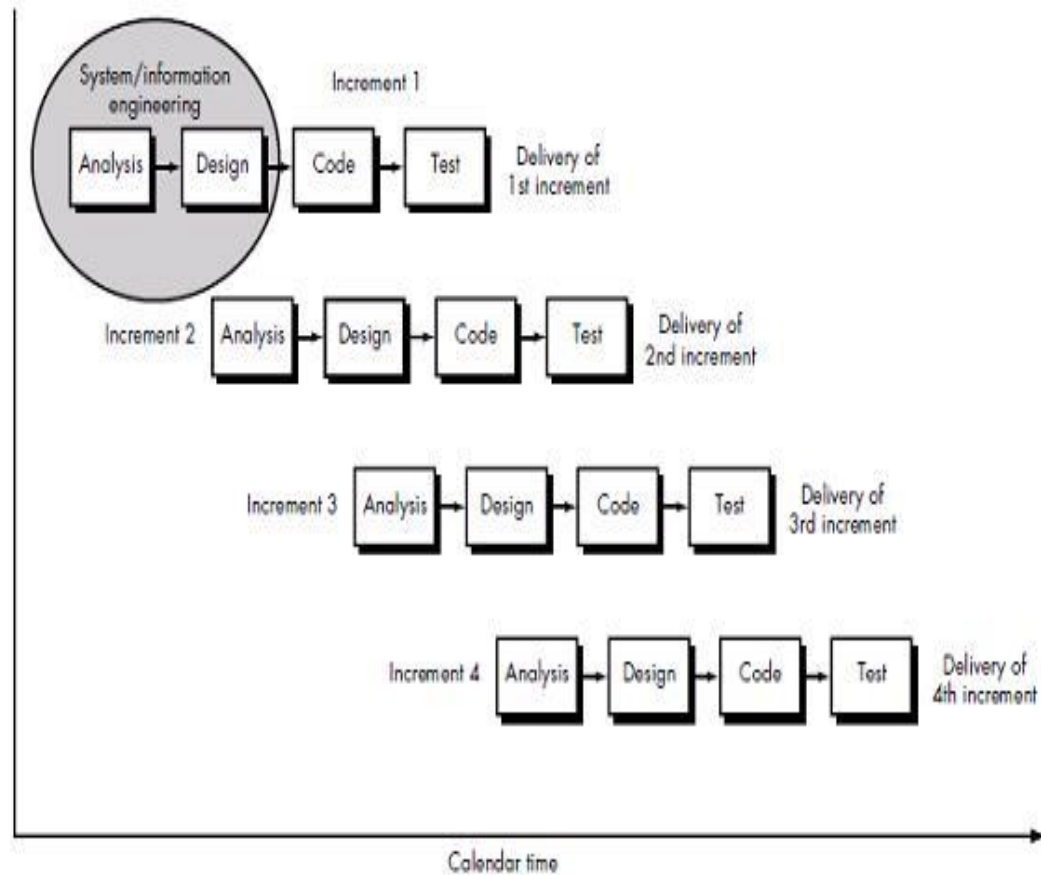 System/information
engineering
Increment 1
Analysis
Design
Code
Test
Delivery of
1st increment
Increment 2
Analysis
Design
Code
Test
Delivery of
2nd increment
Increment 3
Analysis
Design
Code
Test
Delivery of
3rd increment
Increment 4
Analysis
Design
Code
Test
Delivery of
4th increment
Calendar time